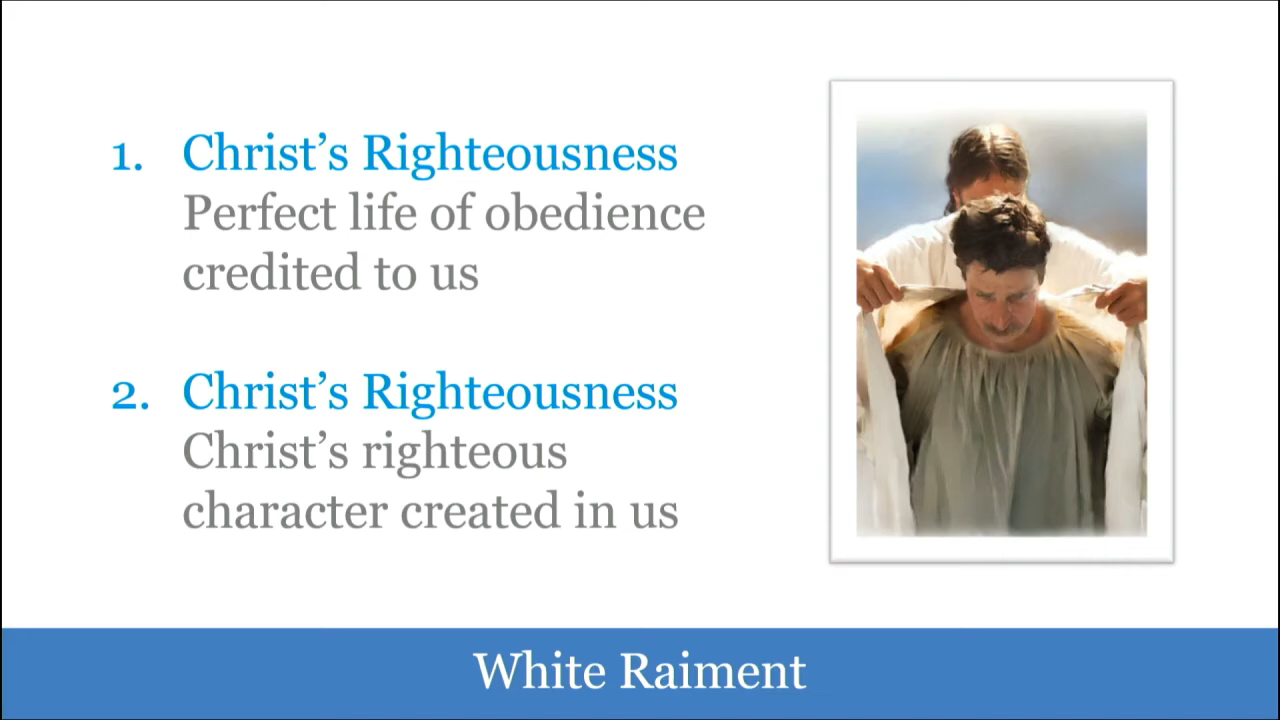 1. Christ's Righteousness
Perfect life of obedience
credited to us
2. Christ's Righteousness
Christ's righteous
character created in us
White Raiment